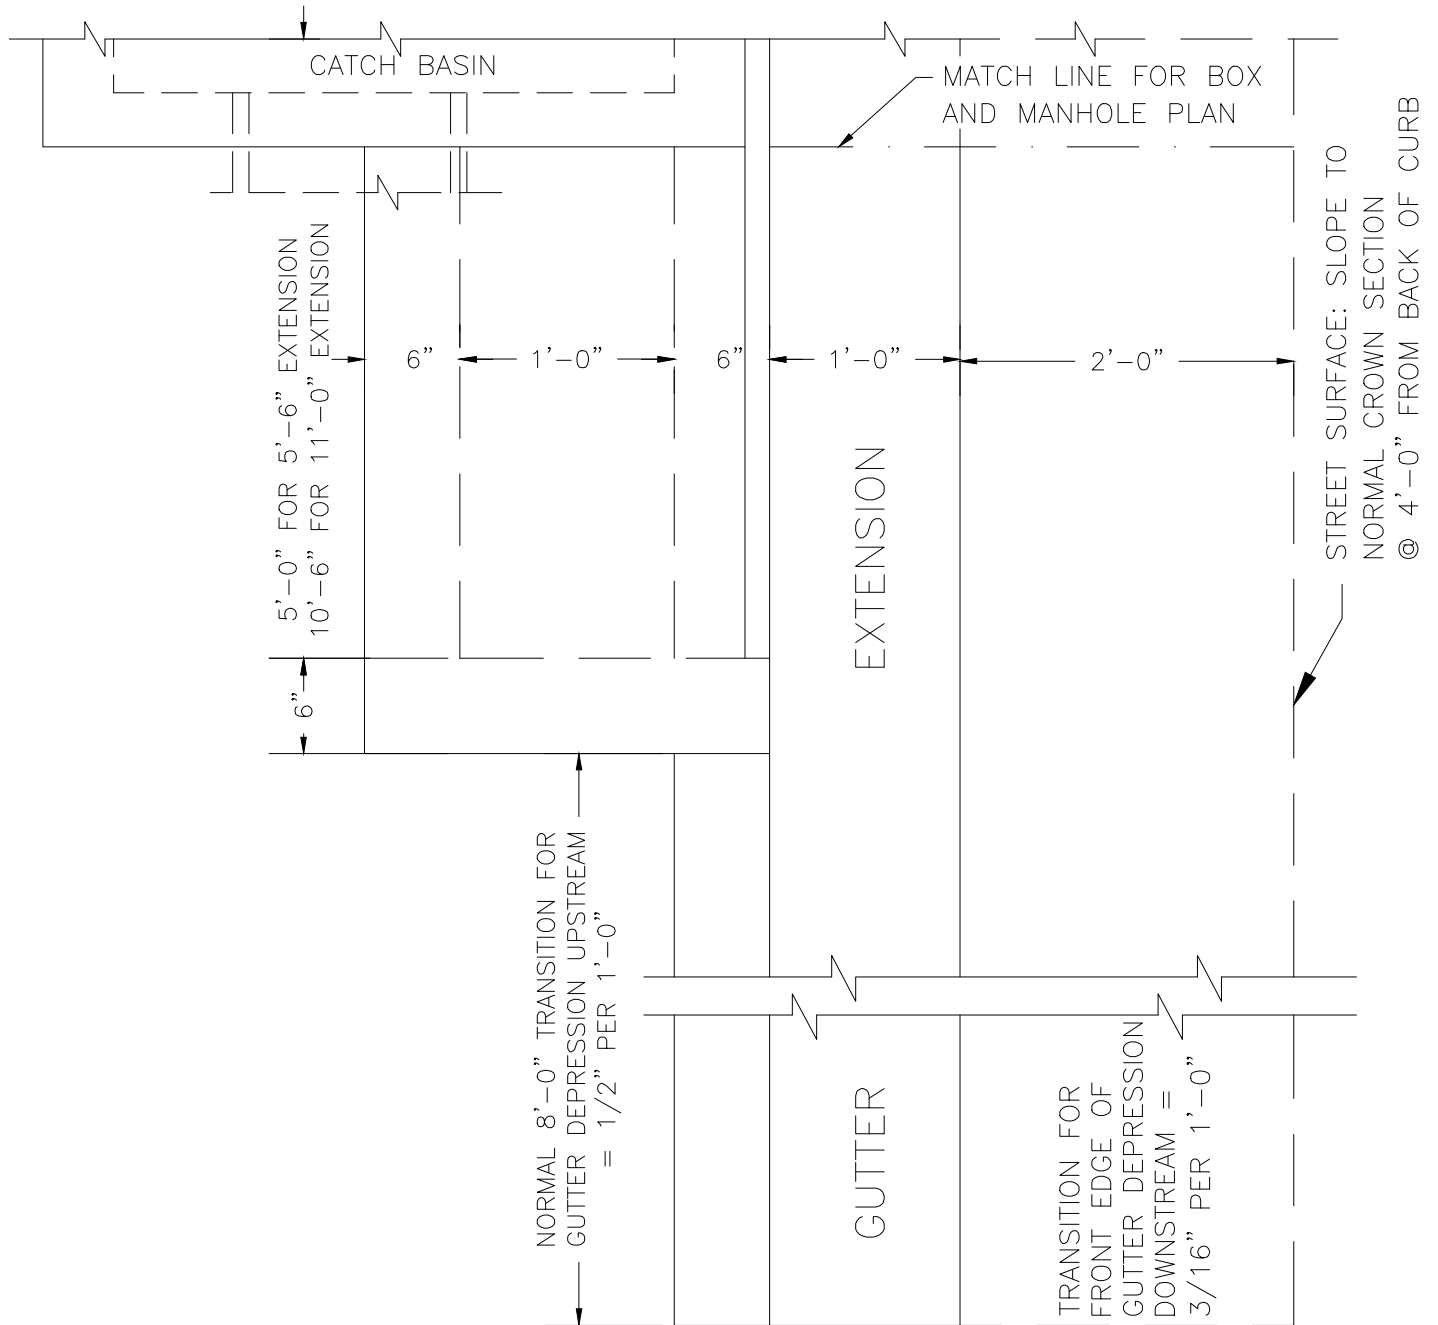 CATCH BASIN
MATCH LINE FOR BOX
AND MANHOLE PLAN
STREET SURFACE: SLOPE TO
NORMAL CROWN SECTION
@ 4'-0" FROM BACK OF CURB
5'-0" FOR 5'-6" EXTENSION
10'-6" FOR 11'-0" EXTENSION
6"
1'-0"
6"
1'-0"
2'-0"
EXTENSION
6"
NORMAL 8'-0" TRANSITION FOR
GUTTER DEPRESSION UPSTREAM
= 1/2" PER 1'-0"
GUTTER
TRANSITION FOR
FRONT EDGE OF
GUTTER DEPRESSION
DOWNSTREAM =
3/16" PER 1'-0"